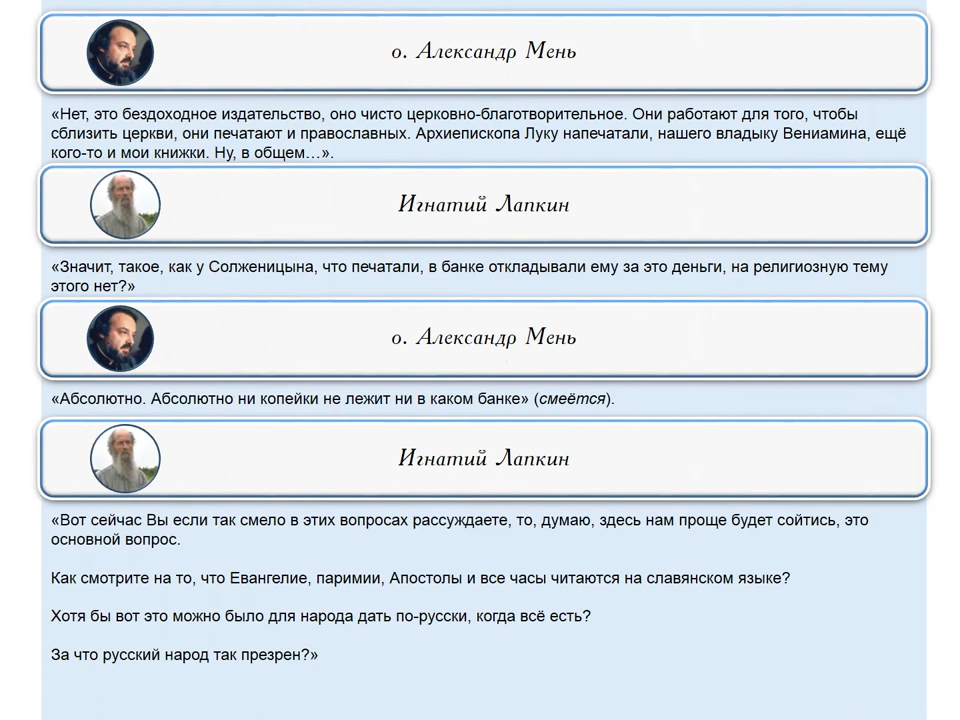 о. Александр Мень
«Нет, это бездоходное издательство, оно чисто церковно-благотворительное. Они работают для того, чтобы
сблизить церкви, они печатают и православных. Архиепископа Луку напечатали, нашего владыку Вениамина, ещё
кого-то и мои книжки. Ну, в общем…».
Игнатий Лапкин
«Значит, такое, как у Солженицына, что печатали, в банке откладывали ему за это деньги, на религиозную тему
этого нет?»
о. Александр Мень
«Абсолютно. Абсолютно ни копейки не лежит ни в каком банке» (смеётся).
Игнатий Лапкин
«Вот сейчас Вы если так смело в этих вопросах рассуждаете, то, думаю, здесь нам проще будет сойтись, это
основной вопрос.
Как смотрите на то, что Евангелие, паримии, Апостолы и все часы читаются на славянском языке?
Хотя бы вот это можно было для народа дать по-русски, когда всё есть?
За что русский народ так презрен?»